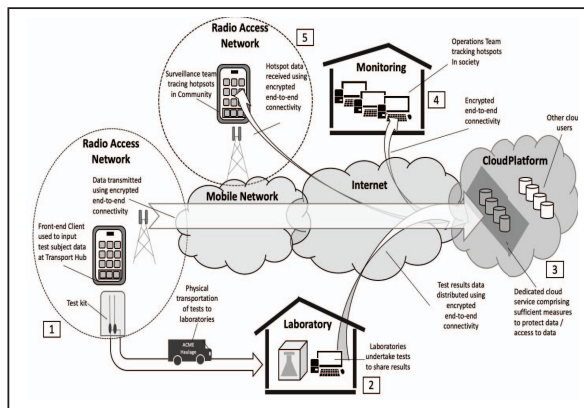 Radio Access
Network
5
Surveillance team
tracing hotspots
in Community
Hotspot data
received using
encrypted
end-to-end
connectivity
Monitoring
Operations Team
tracking hotspots
In society
4
Encrypted
end-to-end
connectivity
Radio Access
Network
Data transmitted
using encrypted
end-to-end
connectivity
Front-end Client
used to input
test subject data
at Transport Hub
Test kit
1
Mobile Network
Internet
CloudPlatform
Other cloud
users
3
Dedicated cloud
service comprising
sufficient measures
to protect data /
access to data
Physical
transportation
of tests to
laboratories
ACME
Haulage
Laboratory
Test results data
distributed using
encrypted
end-to-end
connectivity
Laboratories
undertake tests
to share results
2